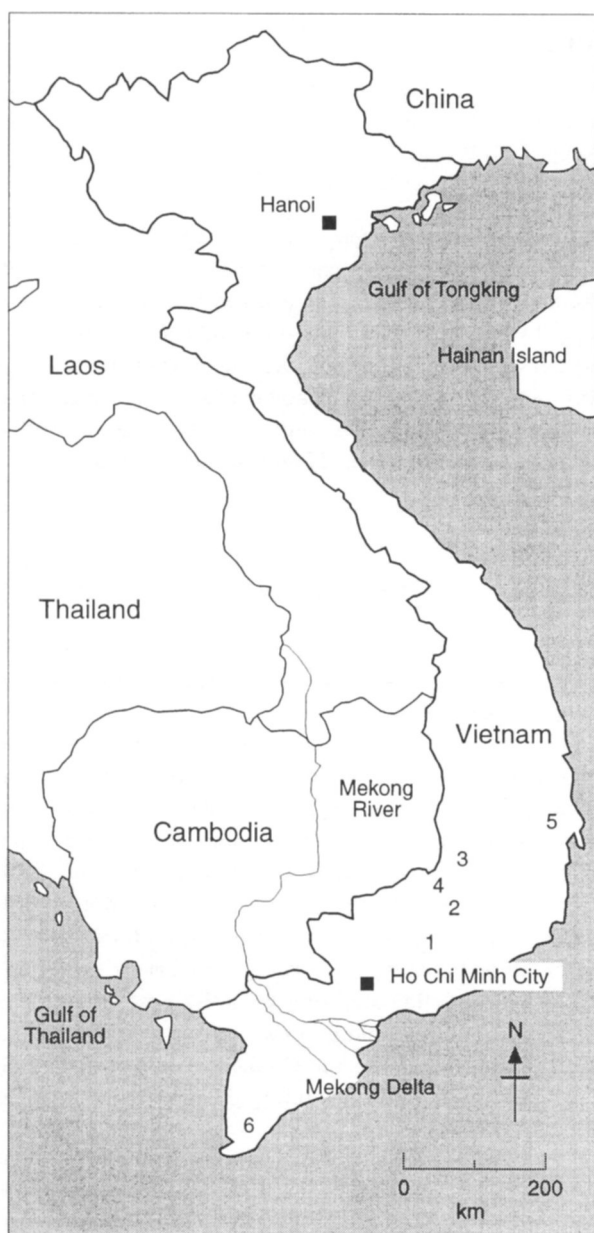 China
Hanoi
Gulf of Tongking
Hainan Island
Laos
Thailand
Vietnam
Mekong
River
Cambodia
5
3
4
2
1
Ho Chi Minh City
Gulf of
Thailand
N
Mekong Delta
6
0 200
km